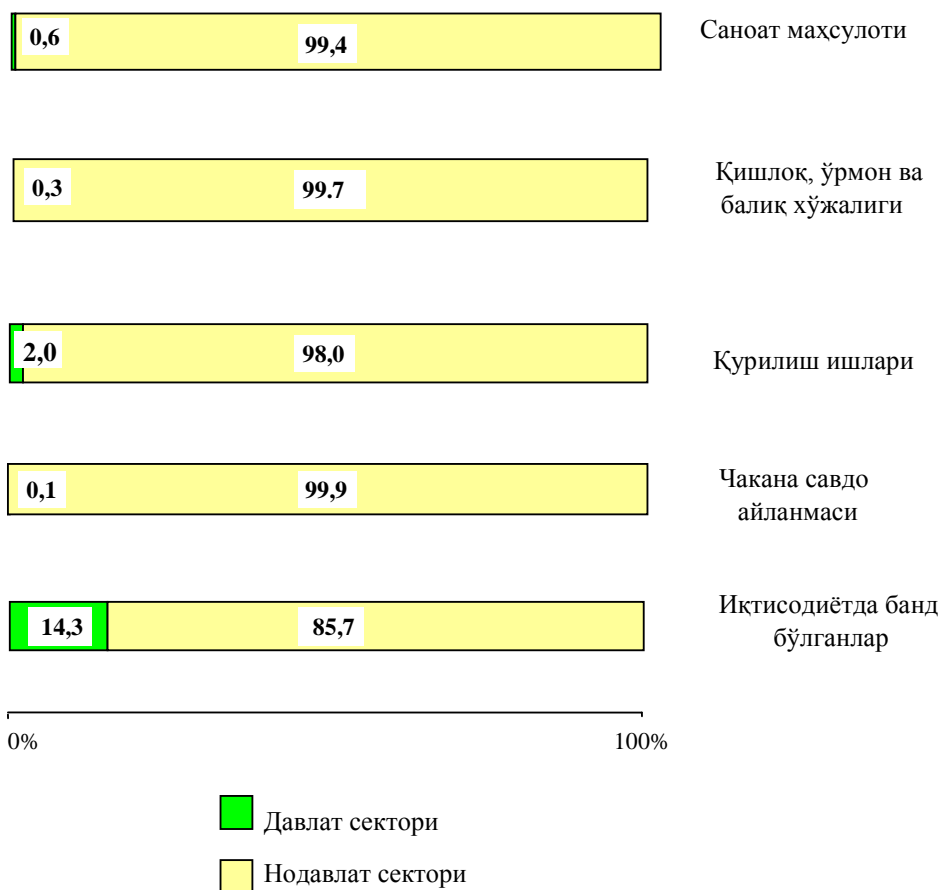 0,6 99,4 Саноат маҳсулоти
0,3 99.7 Қишлоқ, ўрмон ва
балиқ хўжалиги
2,0 98,0 Қурилиш ишлари
0,1 99,9 Чакана савдо
айланмаси
14,3 85,7 Иқтисодиётда банд
бўлганлар
0% 100%
Давлат сектори
Нодавлат сектори